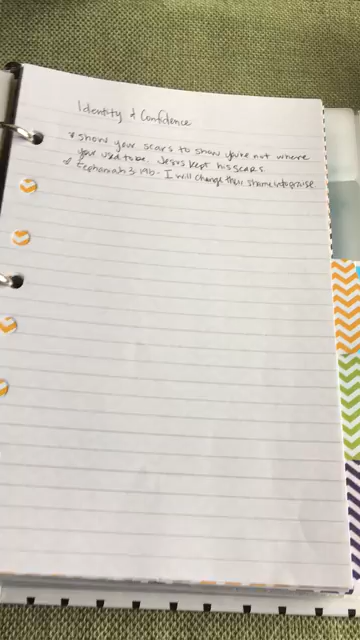 Identity & Confidence
* show your scars to show you're not where
you used to be. Jesus kept his scars.
* Zephaniah 3:19b - I will change their shame into praise